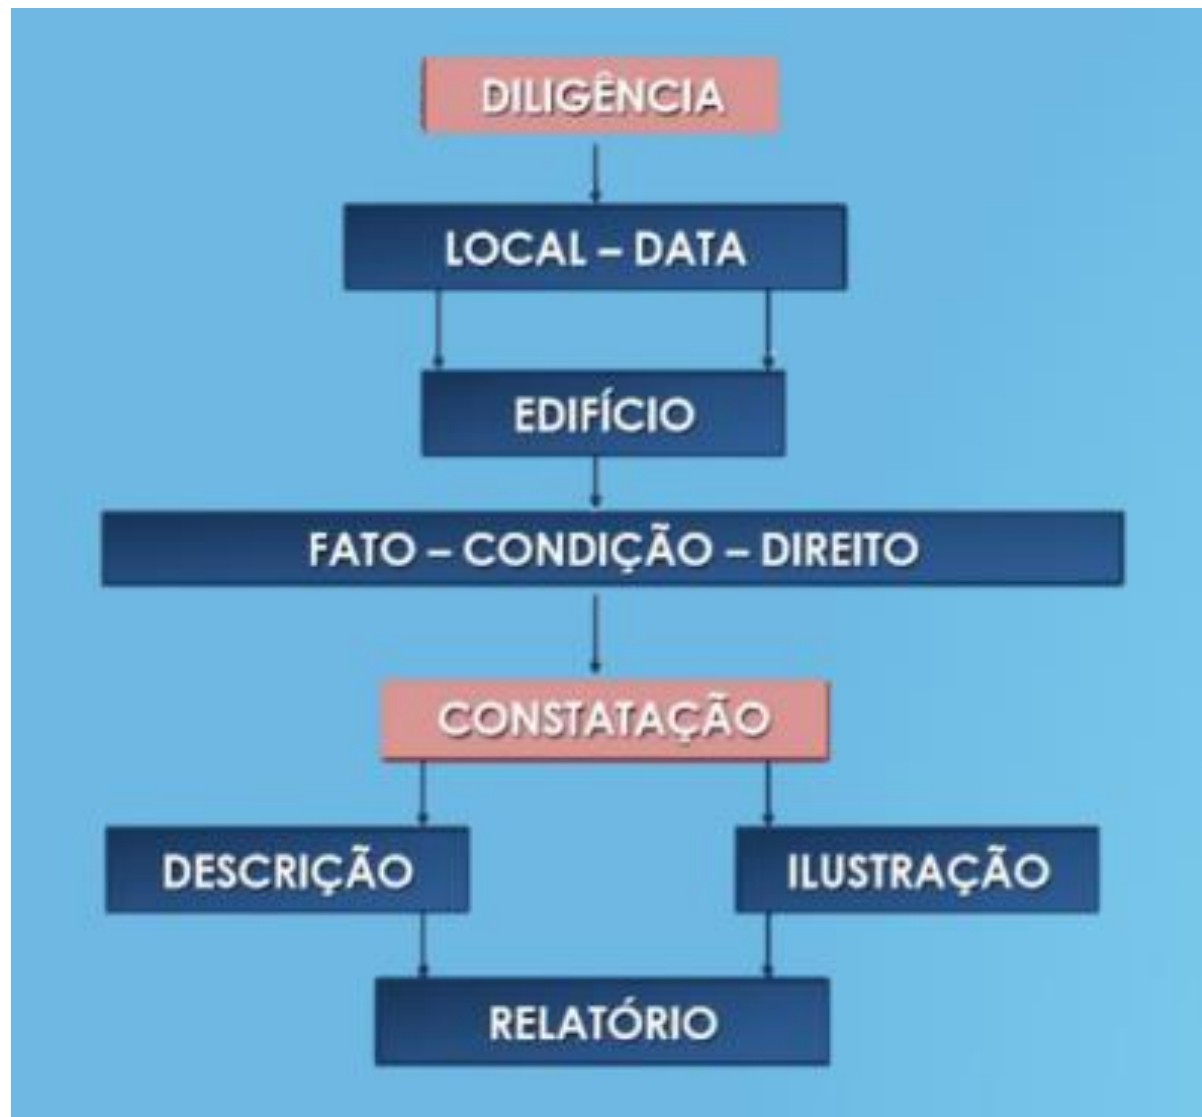 DILIGÊNCIA
LOCAL – DATA
EDIFÍCIO
FATO – CONDIÇÃO – DIREITO
CONSTATAÇÃO
DESCRIÇÃO
ILUSTRAÇÃO
RELATÓRIO